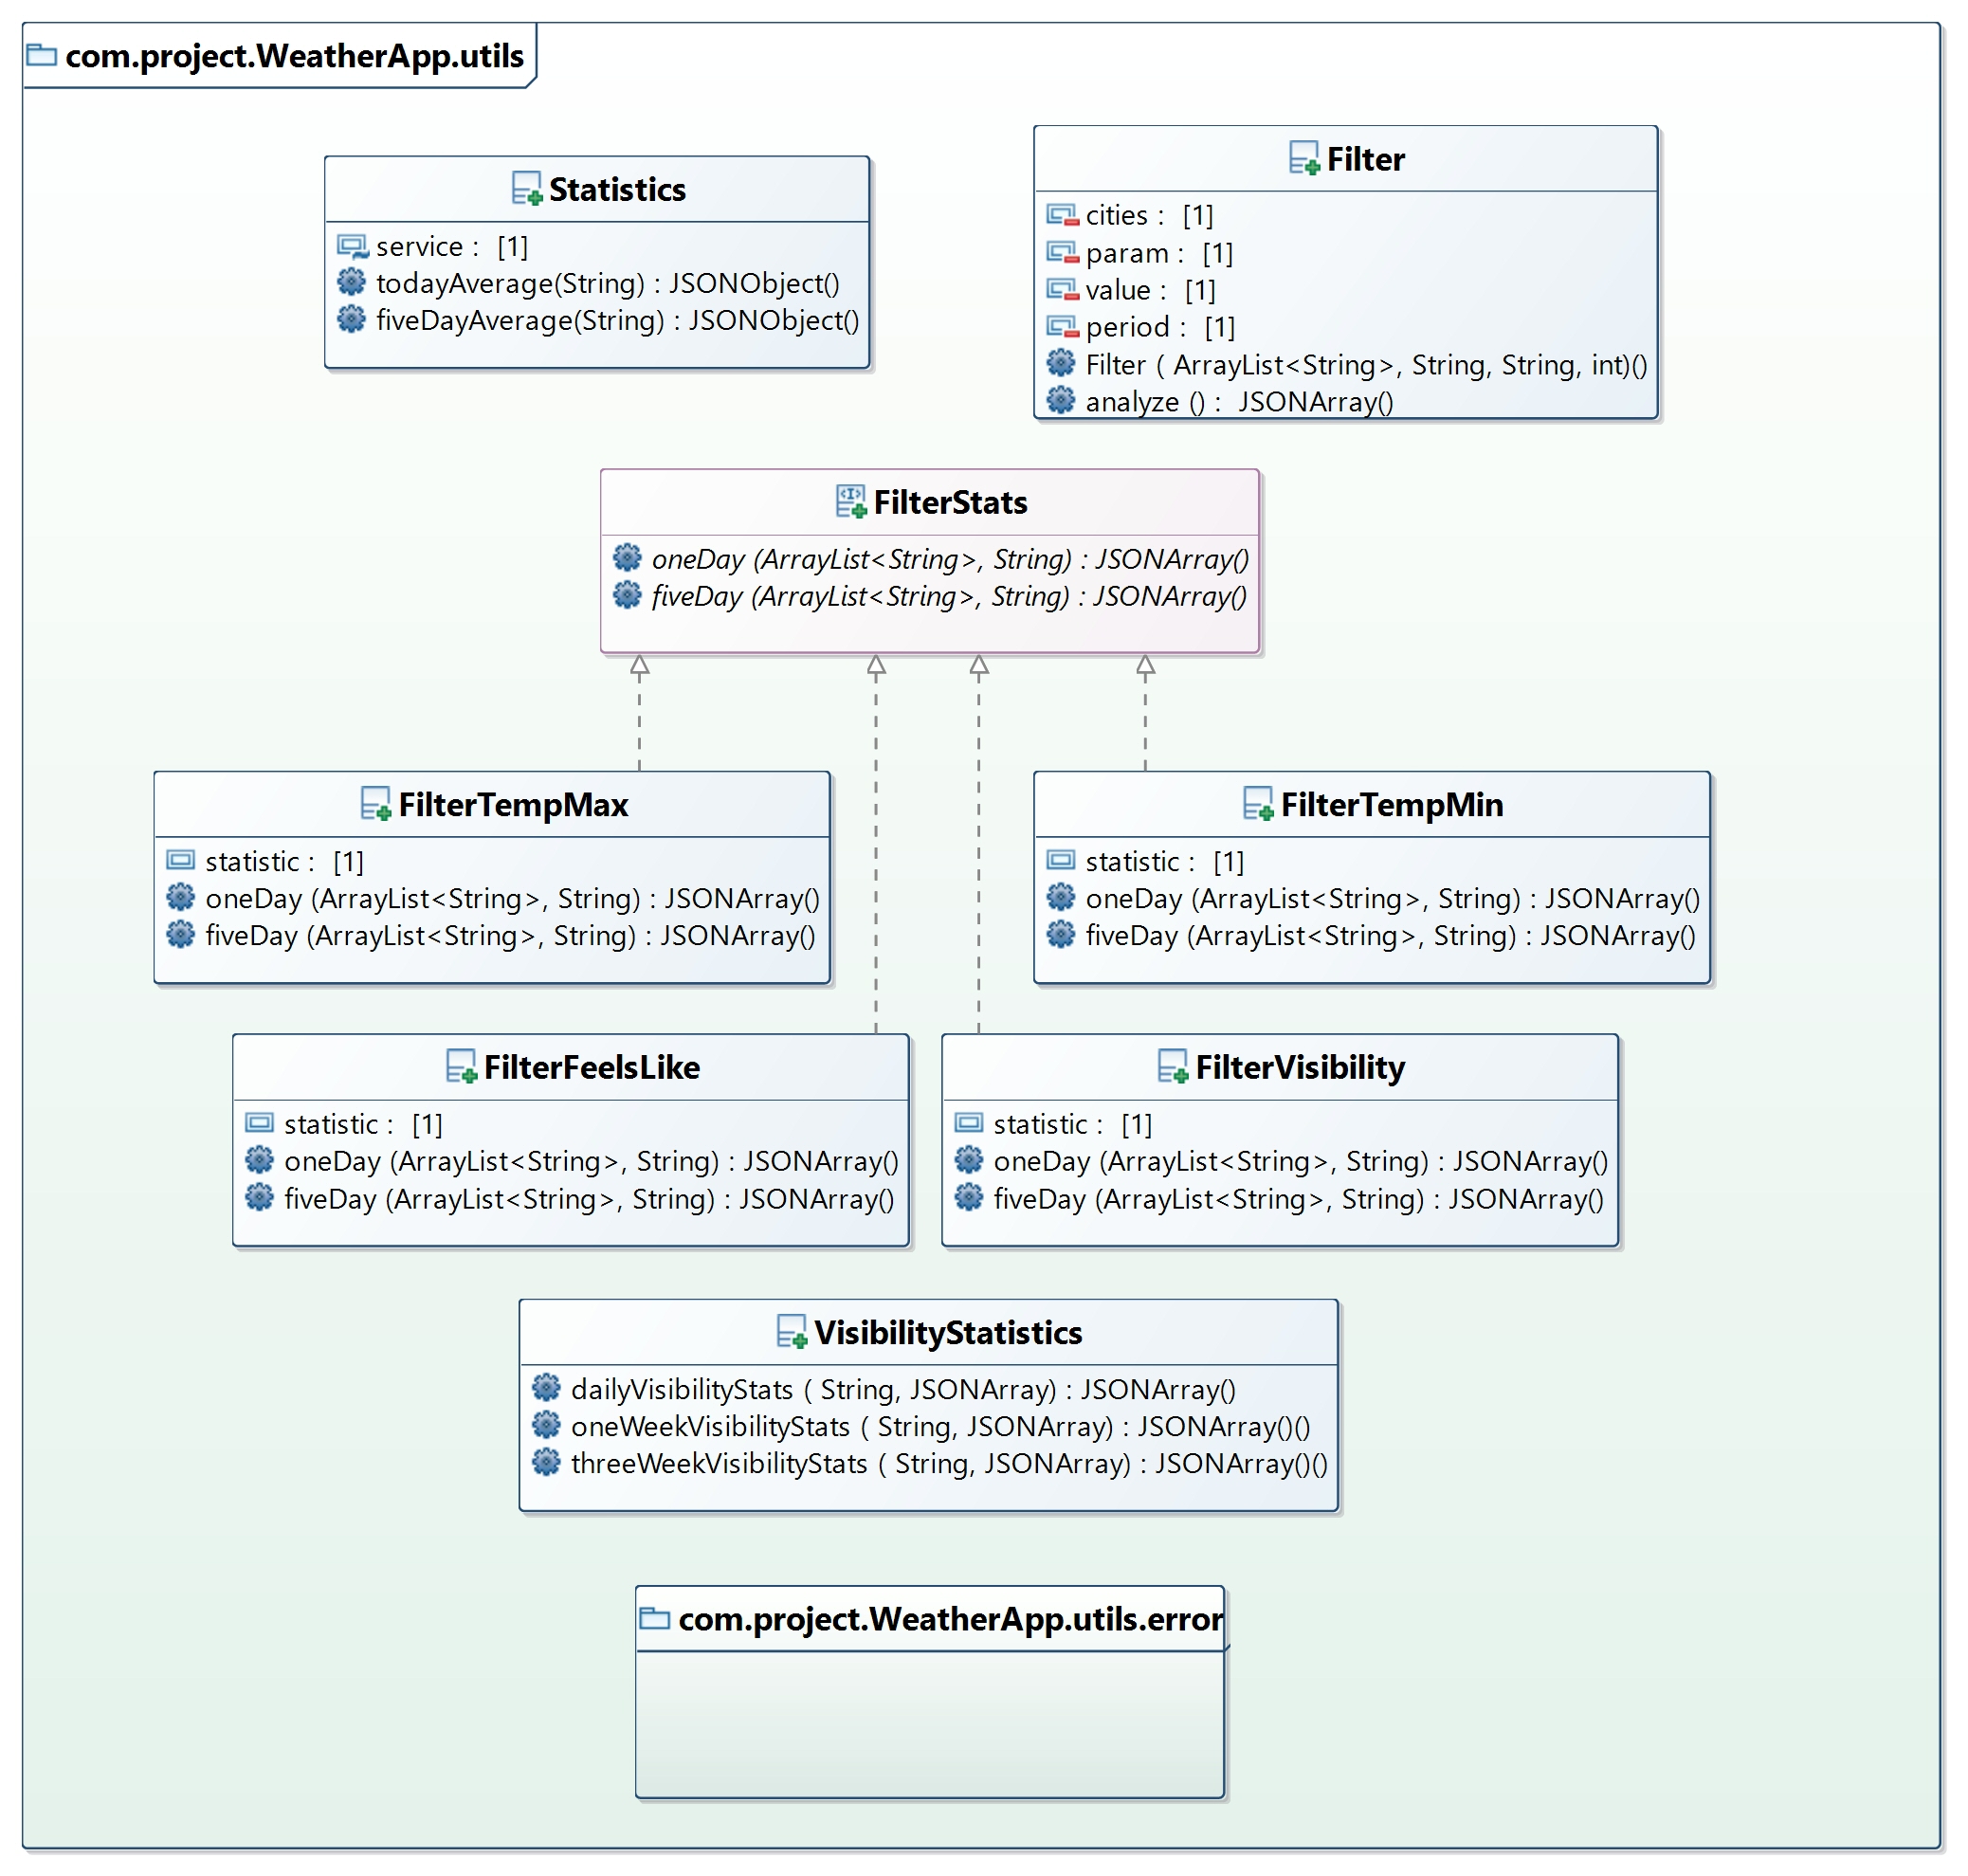 com.project.WeatherApp.utils
Statistics
service :  [1]
todayAverage(String) : JSONObject()
fiveDayAverage(String) : JSONObject()
Filter
cities :  [1]
param :  [1]
value :  [1]
period :  [1]
Filter ( ArrayList<String>, String, String, int)()
analyze () :  JSONArray()
FilterStats
oneDay (ArrayList<String>, String) : JSONArray()
fiveDay (ArrayList<String>, String) : JSONArray()
FilterTempMax
statistic :  [1]
oneDay (ArrayList<String>, String) : JSONArray()
fiveDay (ArrayList<String>, String) : JSONArray()
FilterTempMin
statistic :  [1]
oneDay (ArrayList<String>, String) : JSONArray()
fiveDay (ArrayList<String>, String) : JSONArray()
FilterFeelsLike
statistic :  [1]
oneDay (ArrayList<String>, String) : JSONArray()
fiveDay (ArrayList<String>, String) : JSONArray()
FilterVisibility
statistic :  [1]
oneDay (ArrayList<String>, String) : JSONArray()
fiveDay (ArrayList<String>, String) : JSONArray()
VisibilityStatistics
dailyVisibilityStats ( String, JSONArray) : JSONArray()
oneWeekVisibilityStats ( String, JSONArray) : JSONArray()()
threeWeekVisibilityStats ( String, JSONArray) : JSONArray()()
com.project.WeatherApp.utils.error